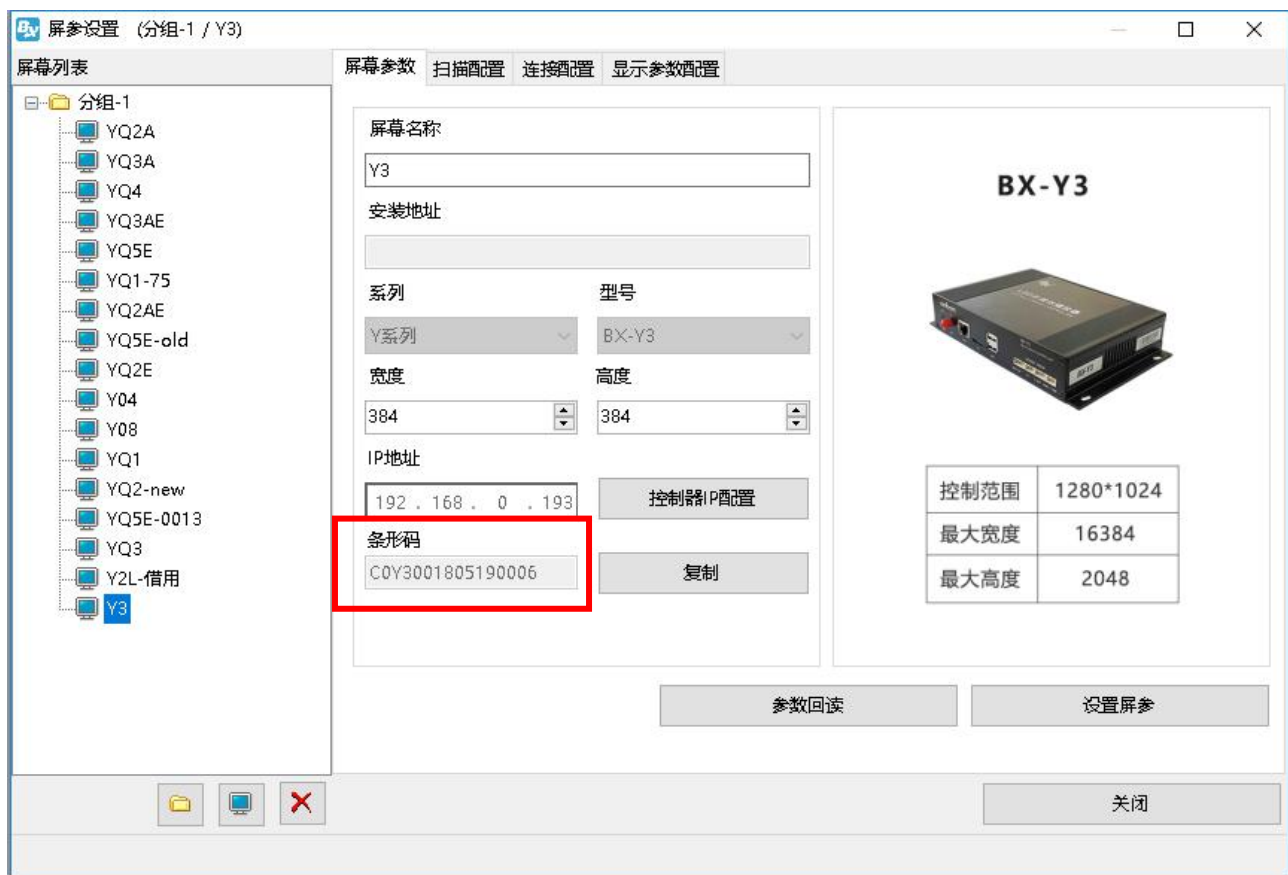 屏参设置 (分组-1 / Y3)
屏幕列表
分组-1
YQ2A
YQ3A
YQ4
YQ3AE
YQ5E
YQ1-75
YQ2AE
YQ5E-old
YQ2E
Y04
Y08
YQ1
YQ2-new
YQ5E-0013
YQ3
Y2L-借用
Y3
屏幕参数 扫描配置 连接配置 显示参数配置
屏幕名称
Y3
安装地址
系列 型号
Y系列 BX-Y3
宽度 高度
384 384
IP地址
192 . 168 . 0 . 193 控制器IP配置
条形码
C0Y3001805190006 复制
BX-Y3
控制范围 1280*1024
最大宽度 16384
最大高度 2048
参数回读 设置屏参
关闭